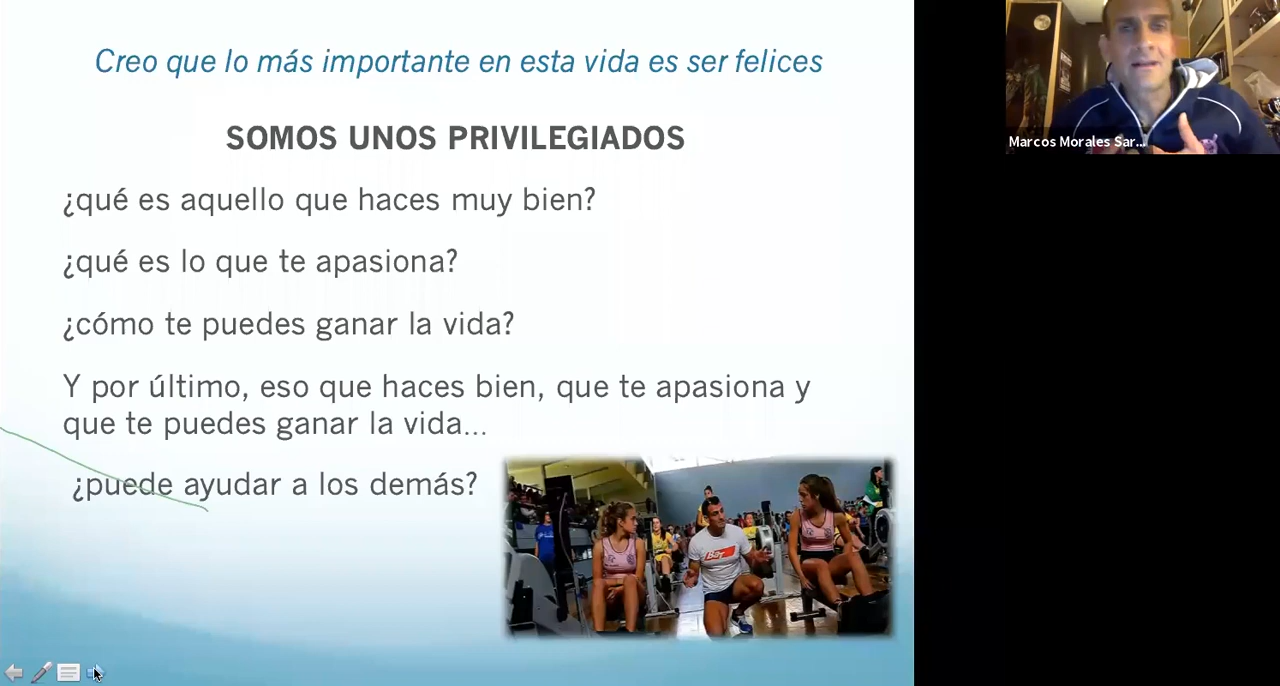 Creo que lo más importante en esta vida es ser felices
SOMOS UNOS PRIVILEGIADOS
¿qué es aquello que haces muy bien?
¿qué es lo que te apasiona?
¿cómo te puedes ganar la vida?
Y por último, eso que haces bien, que te apasiona y
que te puedes ganar la vida...
¿puede ayudar a los demás?
Marcos Morales Sar...